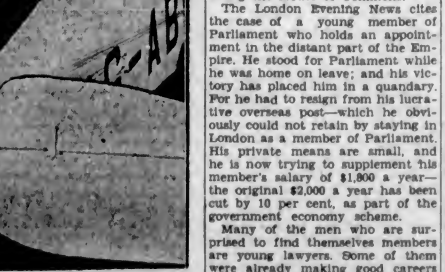 C-AB
The London Evening News cites
the case of a young member of
Parliament who holds an appoint-
ment in the distant part of the Em-
pire. He stood for Parliament while
he was home on leave; and his vic-
tory has placed him in a quandary.
For he had to resign from his lucra-
tive overseas post—which he obvi-
ously could not retain by staying in
London as a member of Parliament.
His private means are small, and
he is now trying to supplement his
member's salary of $1,800 a year—
the original $2,000 a year has been
cut by 10 per cent, as part of the
government economy scheme.
Many of the men who are sur-
prised to find themselves members
are young lawyers. Some of them
were already making good careers